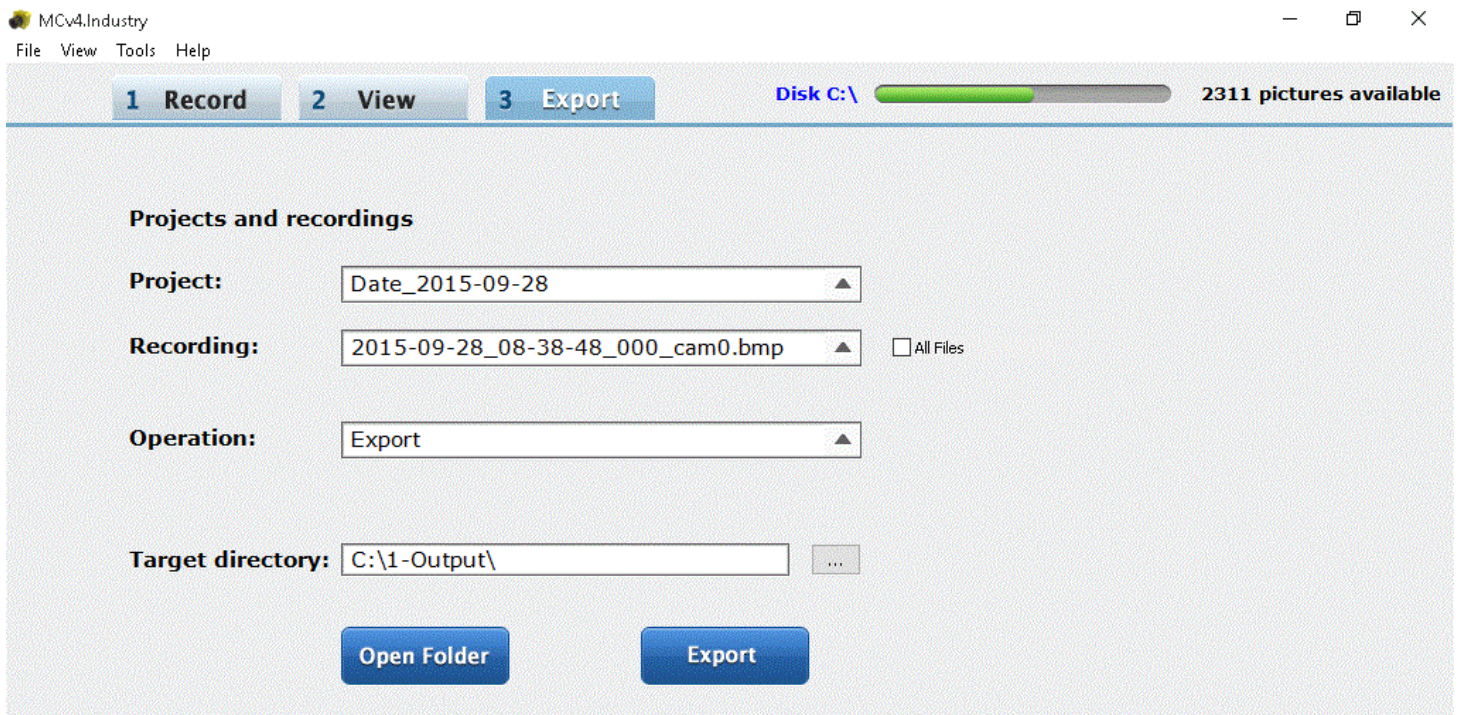 MCv4.Industry
File View Tools Help
1 Record 2 View 3 Export Disk C:\ 2311 pictures available
Projects and recordings
Project: Date_2015-09-28
Recording: 2015-09-28_08-38-48_000_cam0.bmp All Files
Operation: Export
Target directory: C:\1-Output\ ...
Open Folder Export